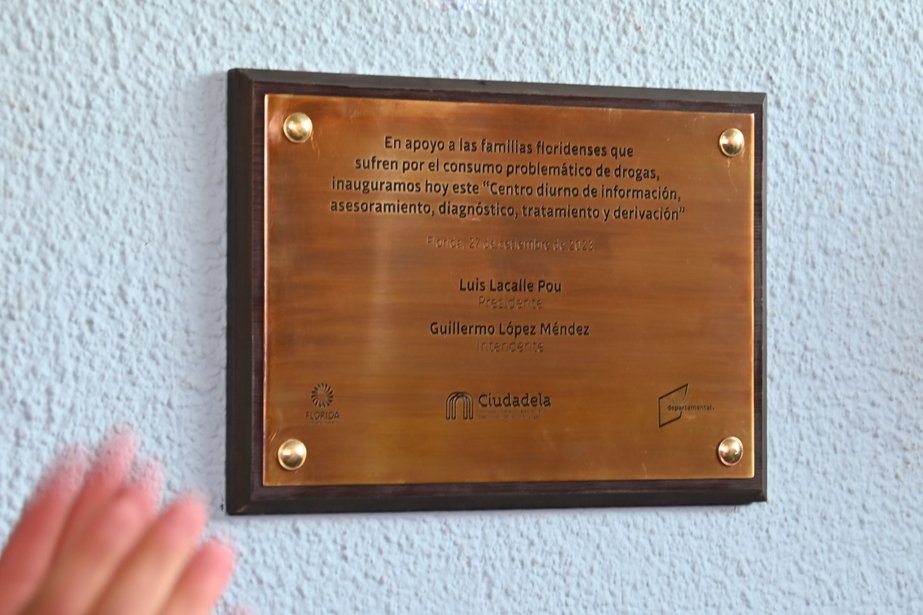 En apoyo a las familias floridenses que
sufren por el consumo problemático de drogas,
inauguramos hoy este "Centro diurno de información,
asesoramiento, diagnóstico, tratamiento y derivación"
Florida, 27 de setiembre de 2023
Luis Lacalle Pou
Presidente
Guillermo López Méndez
Intendente
FLORIDA
Ciudadela
departamental.